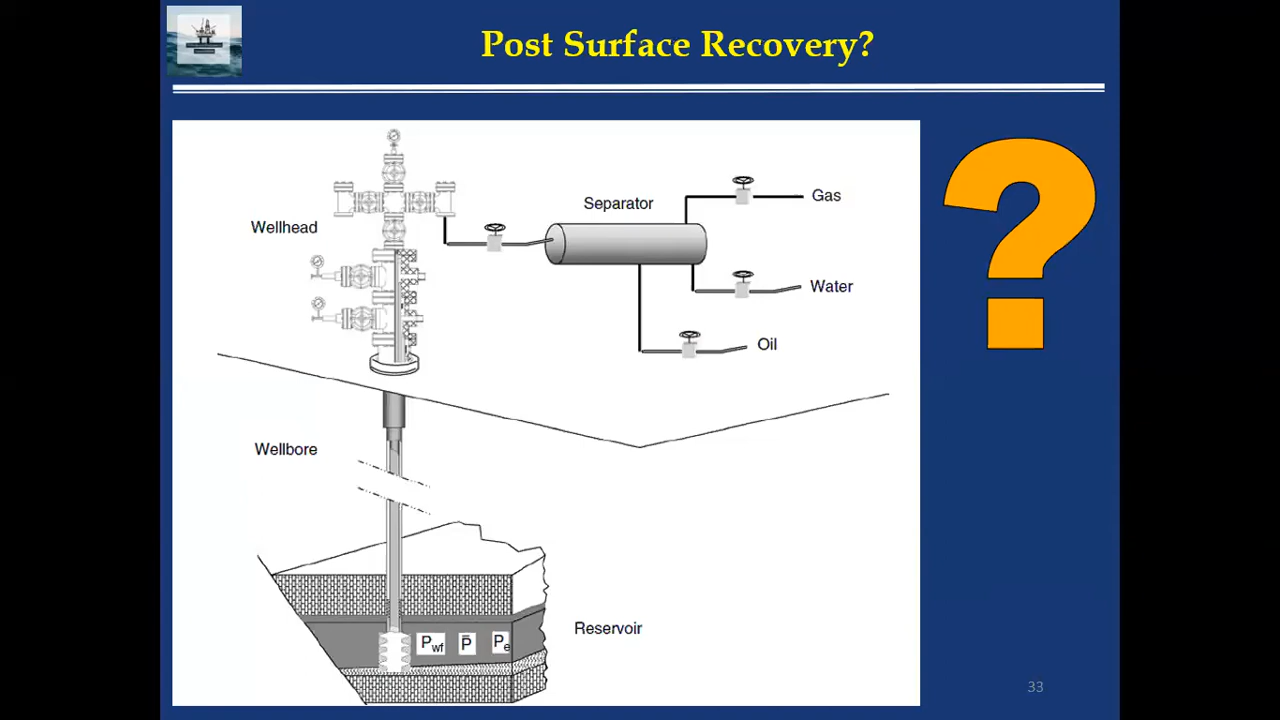 Post Surface Recovery?
Separator
Gas
Wellhead
Water
Oil
Wellbore
Reservoir
Pwf P̅ Pe
33